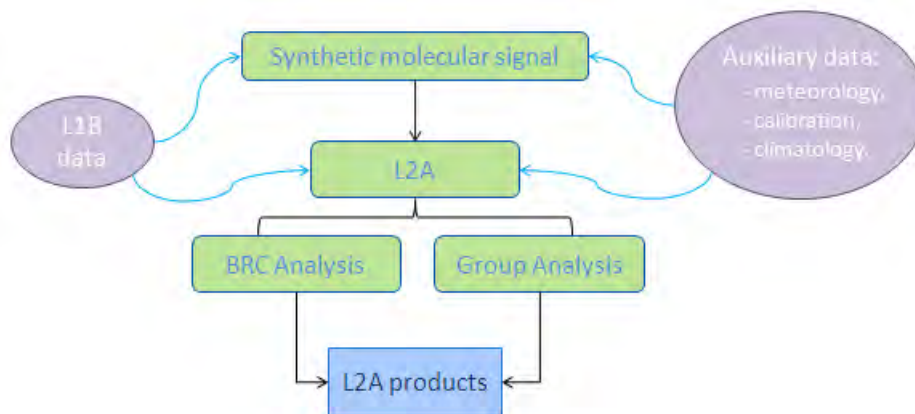 Synthetic molecular signal
Auxiliary data:
- meteorology,
- calibration,
- climatology.
L1B
data
L2A
BRC Analysis
Group Analysis
L2A products